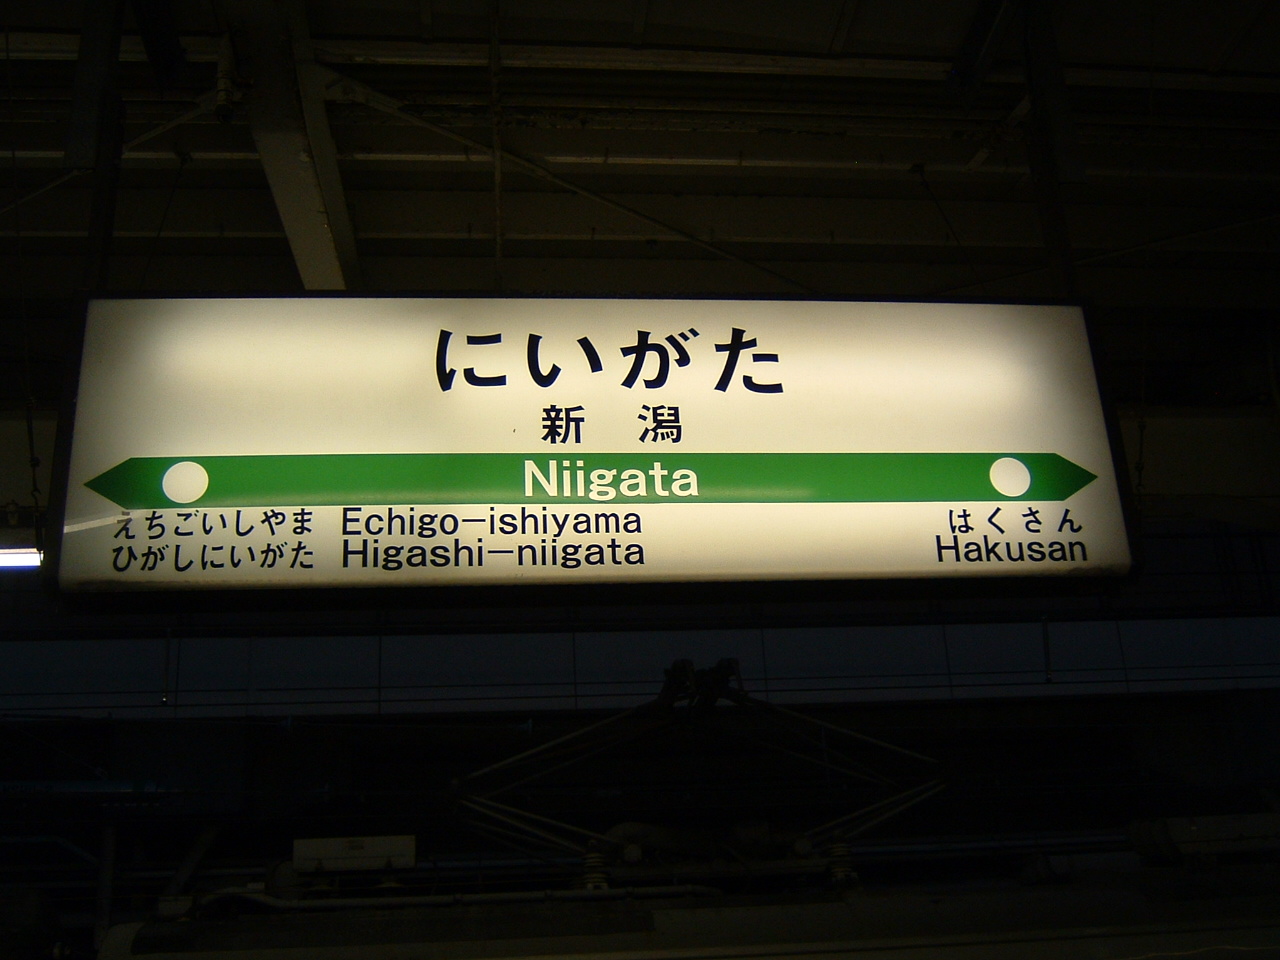 にいがた
新潟
Niigata
えちごいしやま Echigo-ishiyama
ひがしにいがた Higashi-niigata
はくさん
Hakusan